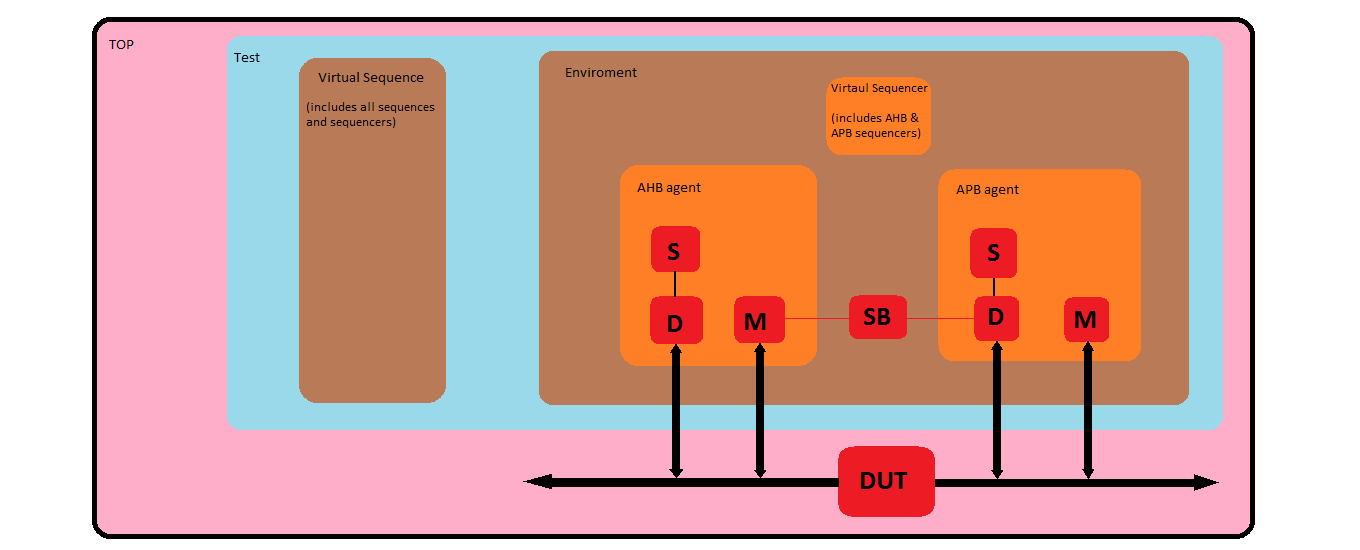 TOP
Test
Virtual Sequence
(includes all sequences
and sequencers)
Enviroment
Virtaul Sequencer
(includes AHB &
APB sequencers)
AHB agent
S
D
M
SB
APB agent
S
D
M
DUT